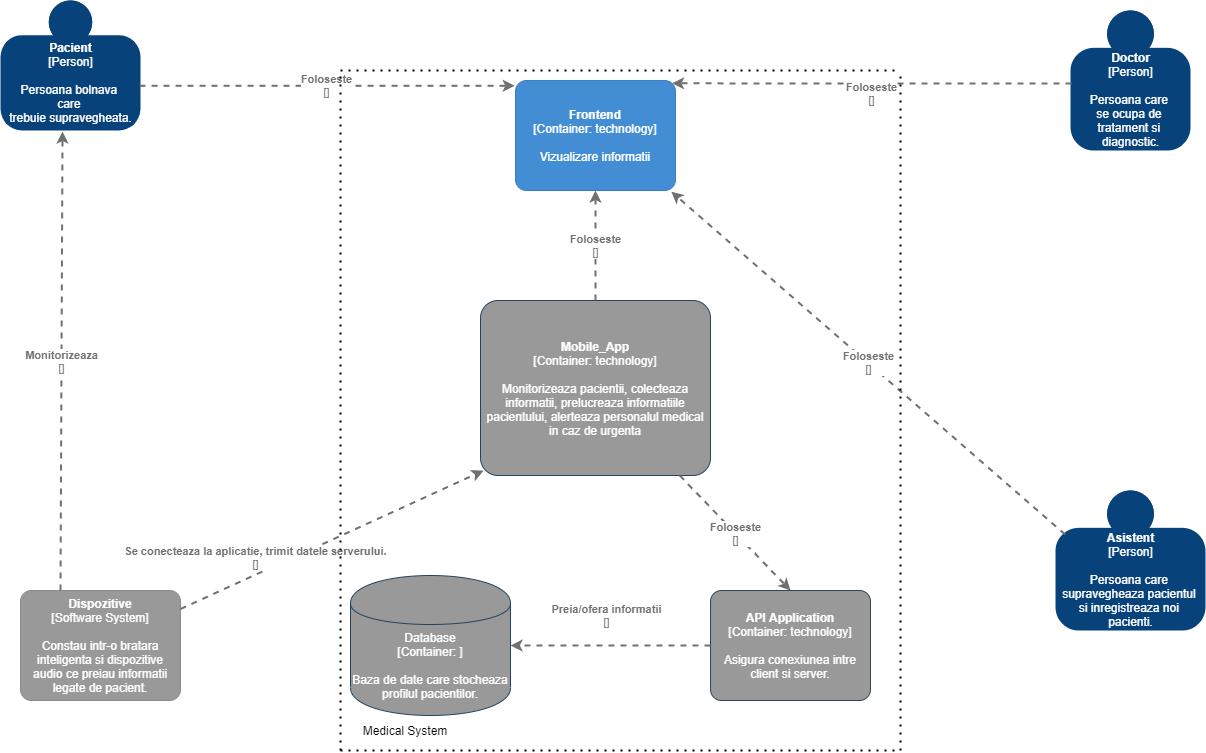 Pacient
[Person]
Persoana bolnava
care
trebuie supravegheata.
Doctor
[Person]
Persoana care
se ocupa de
tratament si
diagnostic.
Foloseste
[]
Foloseste
[]
Frontend
[Container: technology]
Vizualizare informatii
Foloseste
[]
Monitorizeaza
[]
Mobile_App
[Container: technology]
Monitorizeaza pacientii, colecteaza
informatii, prelucreaza informatiile
pacientului, alerteaza personalul medical
in caz de urgenta
Foloseste
[]
Foloseste
[]
Se conecteaza la aplicatie, trimit datele serverului.
[]
Asistent
[Person]
Persoana care
supravegheaza pacientul
si inregistreaza noi
pacienti.
Dispozitive
[Software System]
Constau intr-o bratara
inteligenta si dispozitive
audio ce preiau informatii
legate de pacient.
Database
[Container: ]
Baza de date care stocheaza
profilul pacientilor.
Preia/ofera informatii
[]
API Application
[Container: technology]
Asigura conexiunea intre
client si server.
Medical System